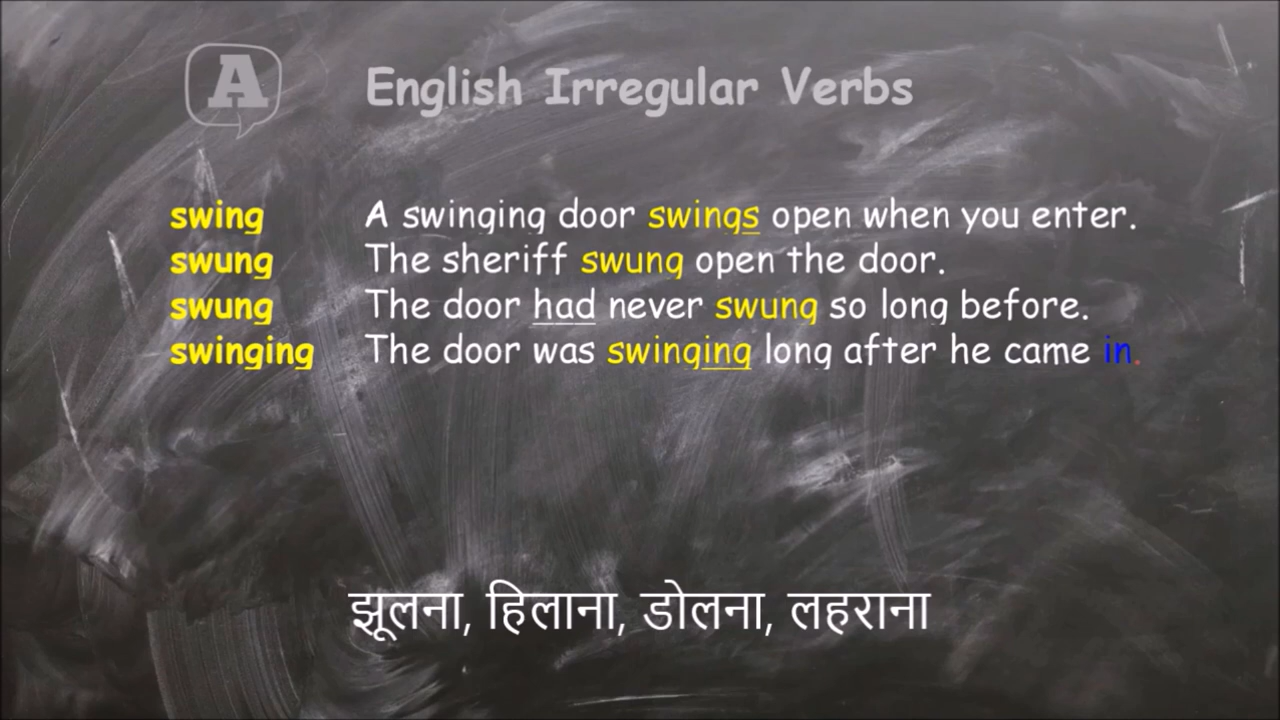 A English Irregular Verbs
swing A swinging door swings open when you enter.
swung The sheriff swung open the door.
swung The door had never swung so long before.
swinging The door was swinging long after he came in.
झूलना, हिलाना, डोलना, लहराना